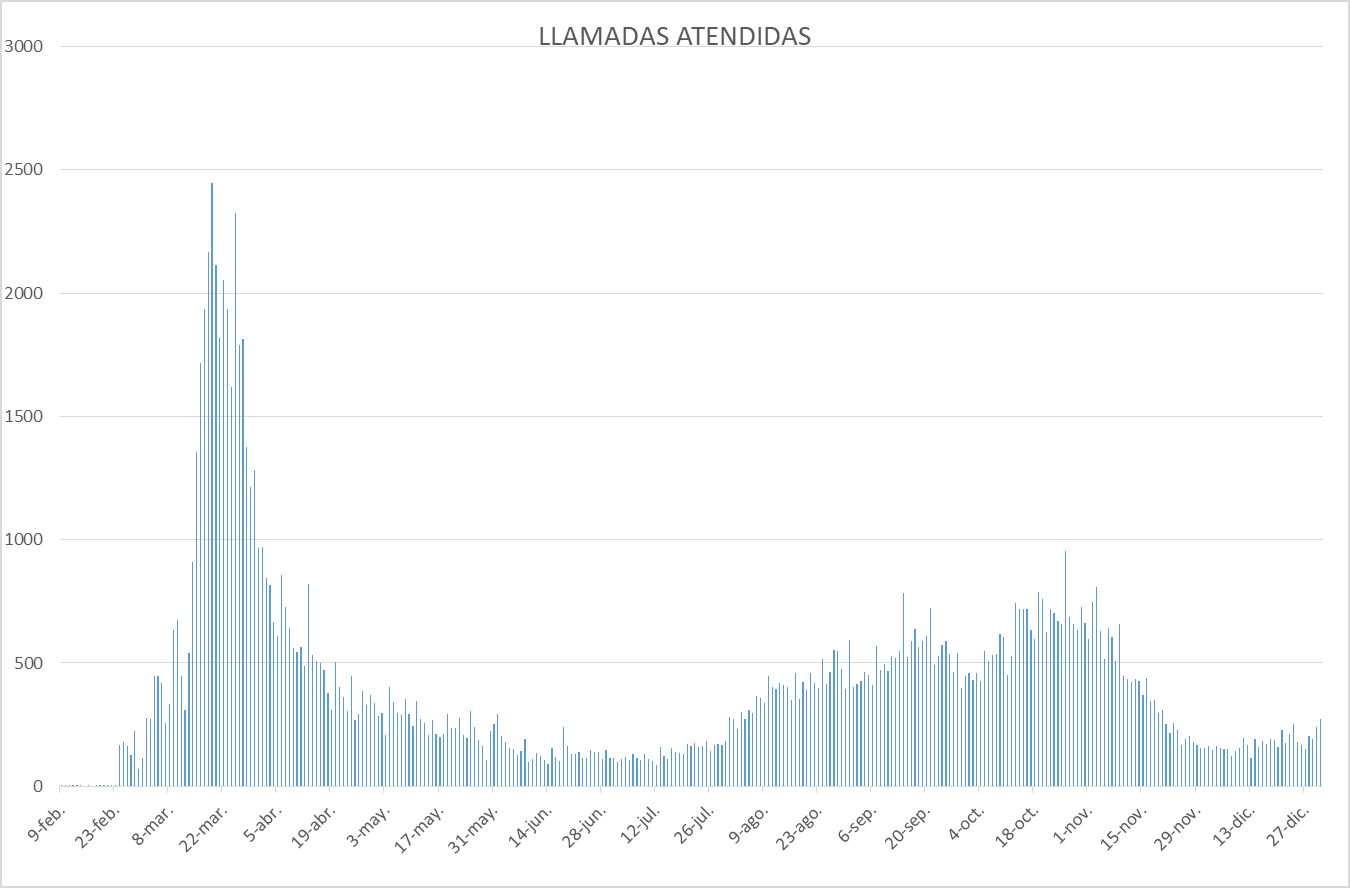 LLAMADAS ATENDIDAS
3000
2500
2000
1500
1000
500
0
9-feb.
23-feb.
8-mar.
22-mar.
5-abr.
19-abr.
3-may.
17-may.
31-may.
14-jun.
28-jun.
12-jul.
26-jul.
9-ago.
23-ago.
6-sep.
20-sep.
4-oct.
18-oct.
1-nov.
15-nov.
29-nov.
13-dic.
27-dic.